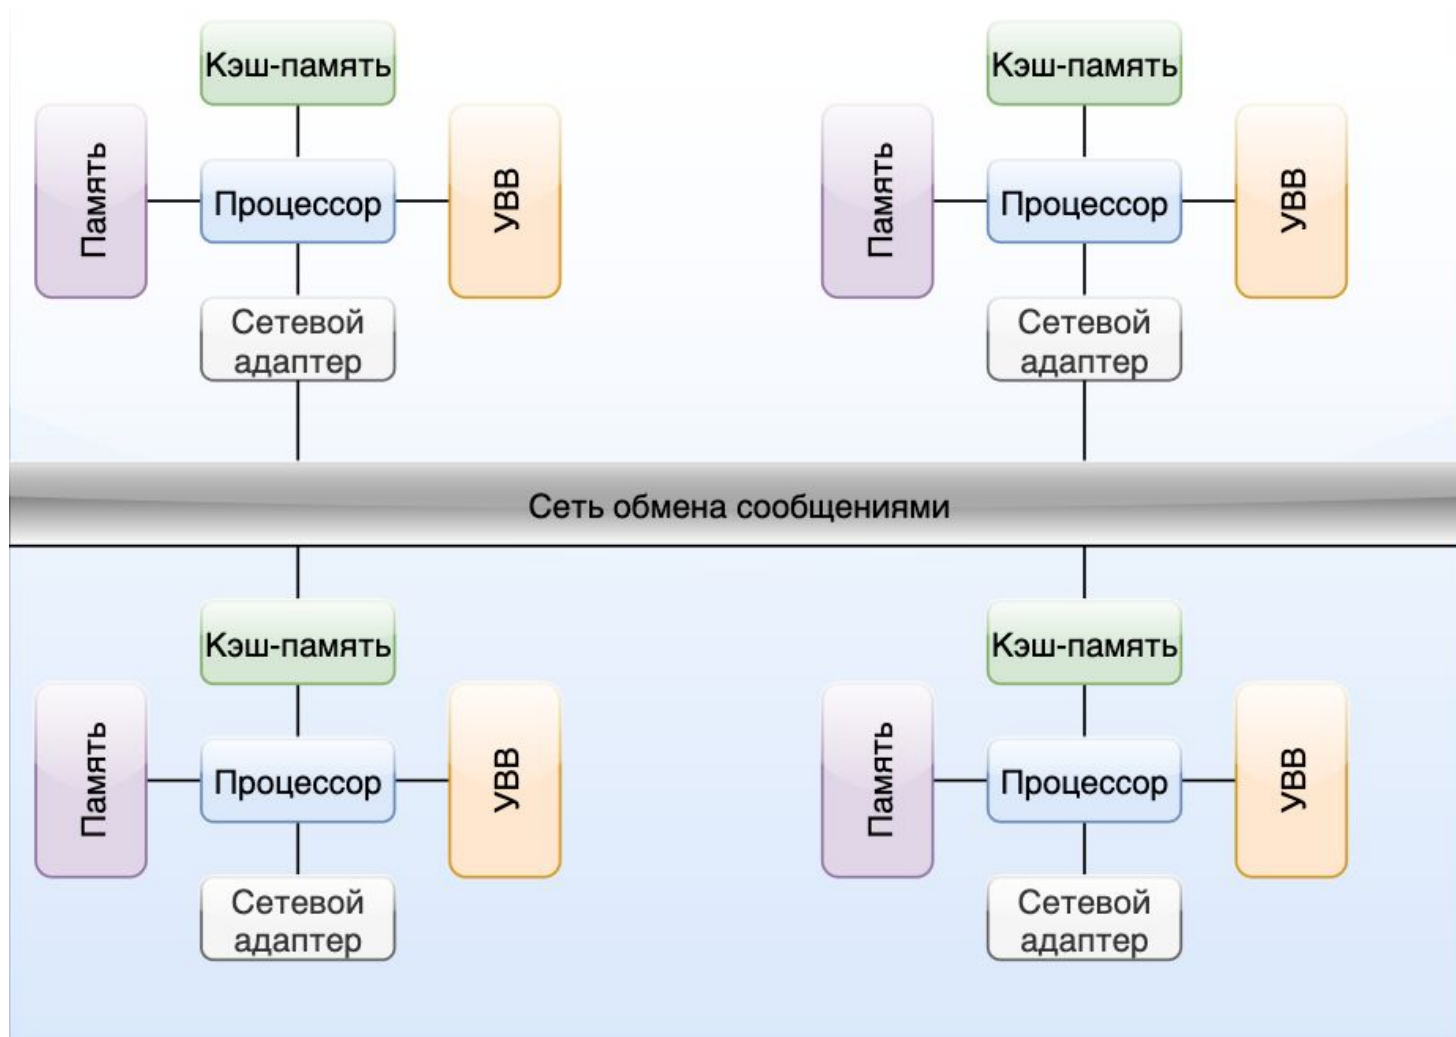 Кэш-память
Кэш-память
Память
Процессор
УВВ
Память
Процессор
УВВ
Сетевой
адаптер
Сетевой
адаптер
Сеть обмена сообщениями
Кэш-память
Кэш-память
Память
Процессор
УВВ
Память
Процессор
УВВ
Сетевой
адаптер
Сетевой
адаптер